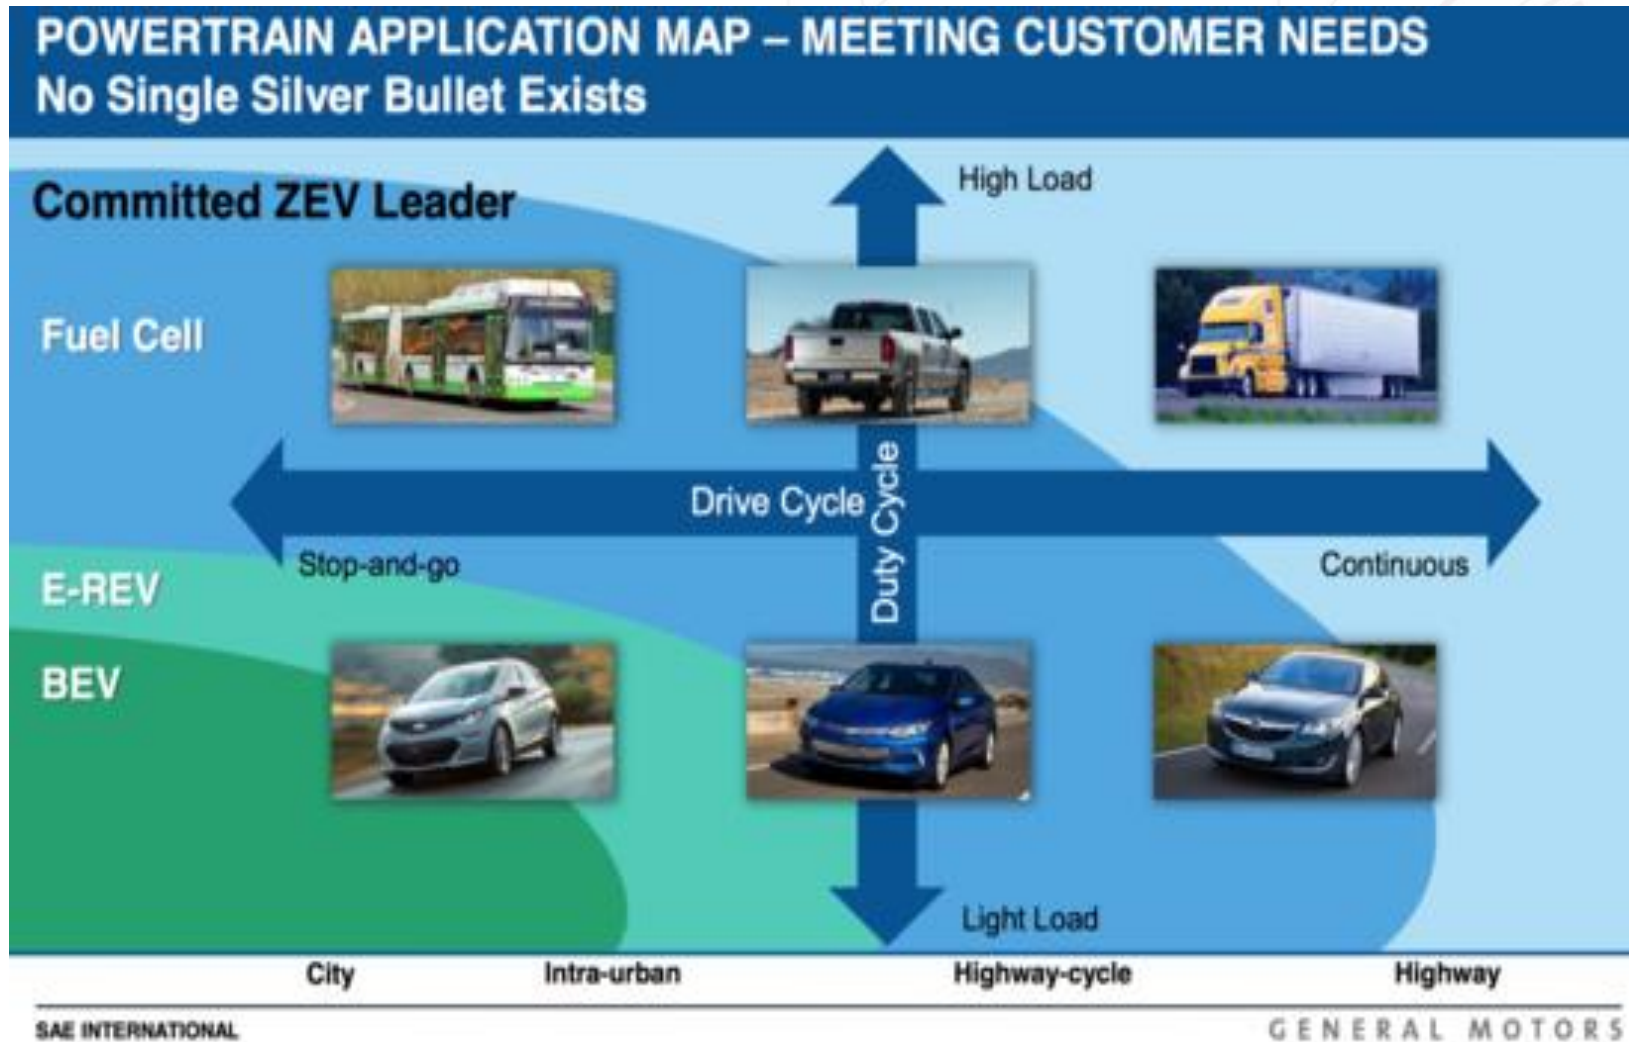 POWERTRAIN APPLICATION MAP – MEETING CUSTOMER NEEDS
No Single Silver Bullet Exists
Committed ZEV Leader
High Load
Fuel Cell
Drive Cycle
Duty Cycle
Stop-and-go
Continuous
E-REV
BEV
Light Load
City
Intra-urban
Highway-cycle
Highway
SAE INTERNATIONAL
GENERAL MOTORS